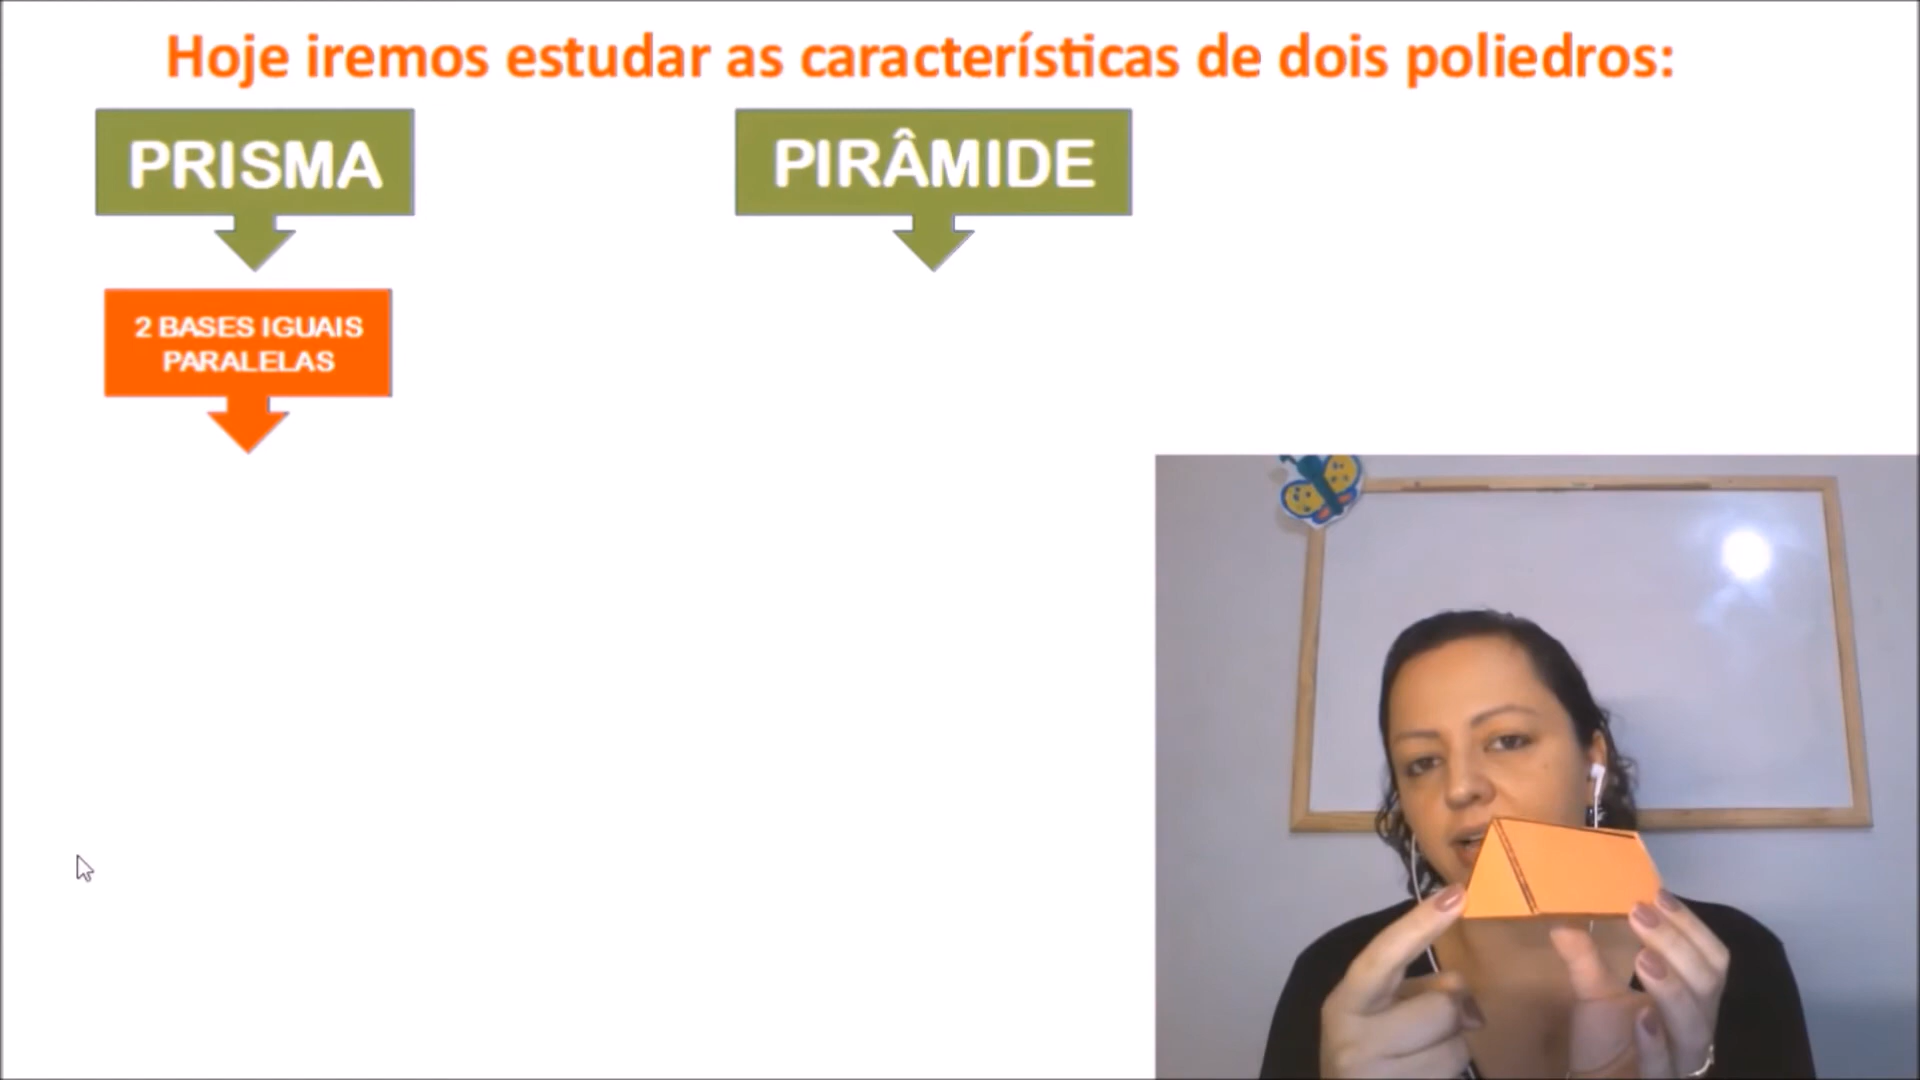 Hoje iremos estudar as características de dois poliedros:
PRISMA
PIRÂMIDE
2 BASES IGUAIS
PARALELAS